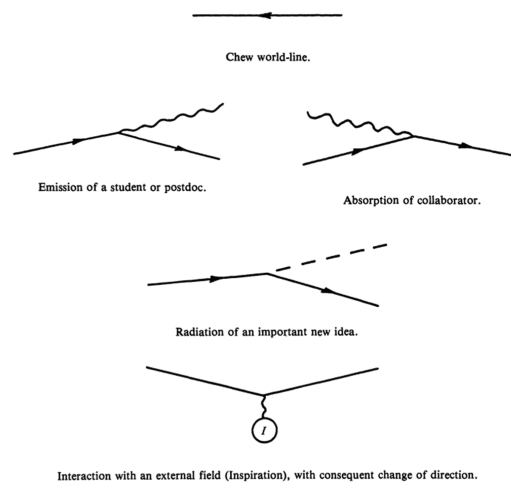 Chew world-line.
Emission of a student or postdoc.
Absorption of collaborator.
Radiation of an important new idea.
I
Interaction with an external field (Inspiration), with consequent change of direction.